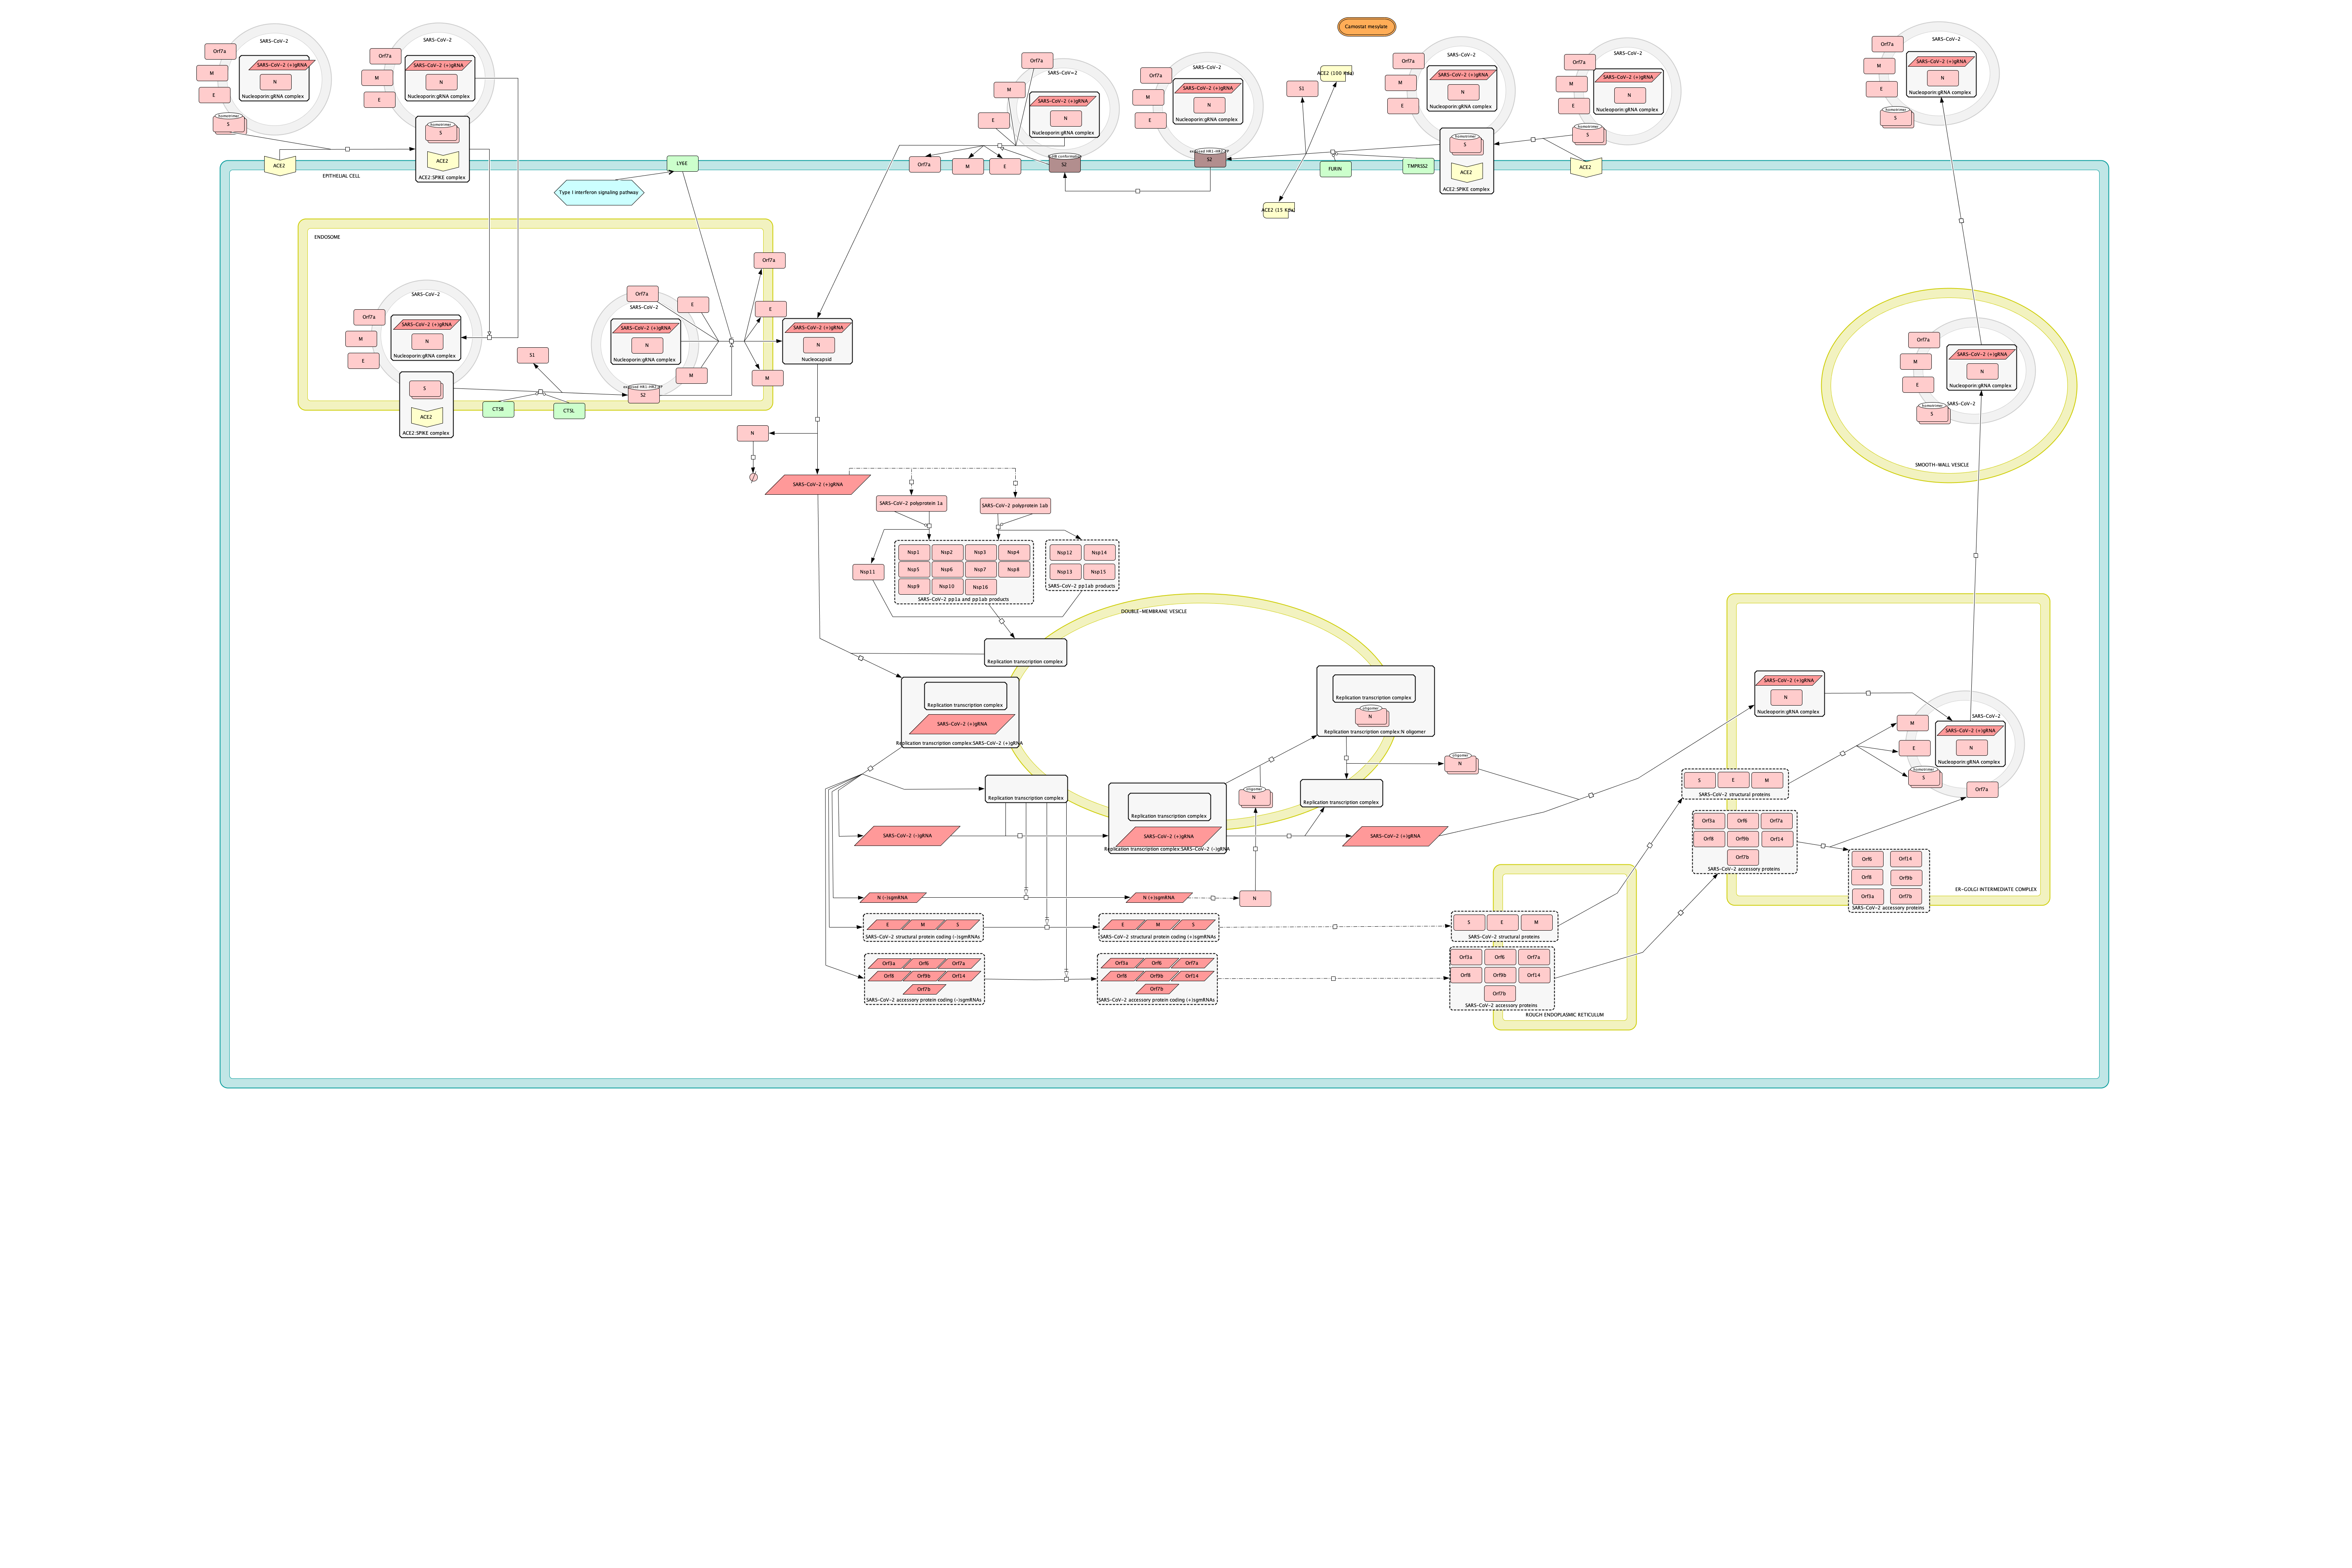 Camostat mesylate
SARS-CoV-2
Orf7a
M
E
SARS-CoV-2 (+)gRNA
N
Nucleoporin:gRNA complex
homotrimer
S
SARS-CoV-2
Orf7a
M
E
SARS-CoV-2 (+)gRNA
N
Nucleoporin:gRNA complex
homotrimer
S
ACE2
ACE2:SPIKE complex
ACE2
EPITHELIAL CELL
LY6E
Type I interferon signaling pathway
Orf7a
M
E
SARS-CoV-2
SARS-CoV-2 (+)gRNA
N
Nucleoporin:gRNA complex
S2
Orf7a
M
E
SARS-CoV-2
Orf7a
M
E
SARS-CoV-2 (+)gRNA
N
Nucleoporin:gRNA complex
S2
S1
ACE2 (100 Kda)
ACE2 (15 Kda)
FURIN
TMPRSS2
SARS-CoV-2
Orf7a
M
E
SARS-CoV-2 (+)gRNA
N
Nucleoporin:gRNA complex
homotrimer
S
ACE2
ACE2:SPIKE complex
SARS-CoV-2
Orf7a
M
E
SARS-CoV-2 (+)gRNA
N
Nucleoporin:gRNA complex
homotrimer
S
ACE2
SARS-CoV-2
Orf7a
M
E
SARS-CoV-2 (+)gRNA
N
Nucleoporin:gRNA complex
homotrimer
S
ENDOSOME
SARS-CoV-2
Orf7a
M
E
SARS-CoV-2 (+)gRNA
N
Nucleoporin:gRNA complex
S
ACE2
ACE2:SPIKE complex
S1
CTSB
CTSL
Orf7a
E
SARS-CoV-2
SARS-CoV-2 (+)gRNA
N
Nucleoporin:gRNA complex
M
S2
Orf7a
E
M
SARS-CoV-2 (+)gRNA
N
Nucleocapsid
N
SARS-CoV-2 (+)gRNA
SARS-CoV-2 polyprotein 1a
SARS-CoV-2 polyprotein 1ab
Nsp11
Nsp1
Nsp2
Nsp3
Nsp4
Nsp5
Nsp6
Nsp7
Nsp8
Nsp9
Nsp10
Nsp16
SARS-CoV-2 pp1a and pp1ab products
Nsp12
Nsp14
Nsp13
Nsp15
SARS-CoV-2 pp1ab products
DOUBLE-MEMBRANE VESICLE
Replication transcription complex
Replication transcription complex
SARS-CoV-2 (+)gRNA
Replication transcription complex:SARS-CoV-2 (+)gRNA
Replication transcription complex
oligomer
N
Replication transcription complex:N oligomer
Replication transcription complex
Replication transcription complex
SARS-CoV-2 (+)gRNA
Replication transcription complex:SARS-CoV-2 (-)gRNA
oligomer
N
Replication transcription complex
oligomer
N
SARS-CoV-2 (-)gRNA
SARS-CoV-2 (+)gRNA
N (-)sgmRNA
N (+)sgmRNA
N
E
M
S
SARS-CoV-2 structural protein coding (-)sgmRNAs
E
M
S
SARS-CoV-2 structural protein coding (+)sgmRNAs
Orf3a
Orf6
Orf7a
Orf8
Orf9b
Orf14
Orf7b
SARS-CoV-2 accessory protein coding (-)sgmRNAs
Orf3a
Orf6
Orf7a
Orf8
Orf9b
Orf14
Orf7b
SARS-CoV-2 accessory protein coding (+)sgmRNAs
S
E
M
SARS-CoV-2 structural proteins
Orf3a
Orf6
Orf7a
Orf8
Orf9b
Orf14
Orf7b
SARS-CoV-2 accessory proteins
ROUGH ENDOPLASMIC RETICULUM
SARS-CoV-2 (+)gRNA
N
Nucleoporin:gRNA complex
S
E
M
SARS-CoV-2 structural proteins
Orf3a
Orf6
Orf7a
Orf8
Orf9b
Orf14
Orf7b
SARS-CoV-2 accessory proteins
SARS-CoV-2
M
E
SARS-CoV-2 (+)gRNA
N
Nucleoporin:gRNA complex
homotrimer
S
Orf7a
Orf6
Orf14
Orf8
Orf9b
Orf3a
Orf7b
SARS-CoV-2 accessory proteins
ER-GOLGI INTERMEDIATE COMPLEX
Orf7a
M
E
SARS-CoV-2 (+)gRNA
N
Nucleoporin:gRNA complex
SARS-CoV-2
homotrimer
S
SMOOTH-WALL VESICLE